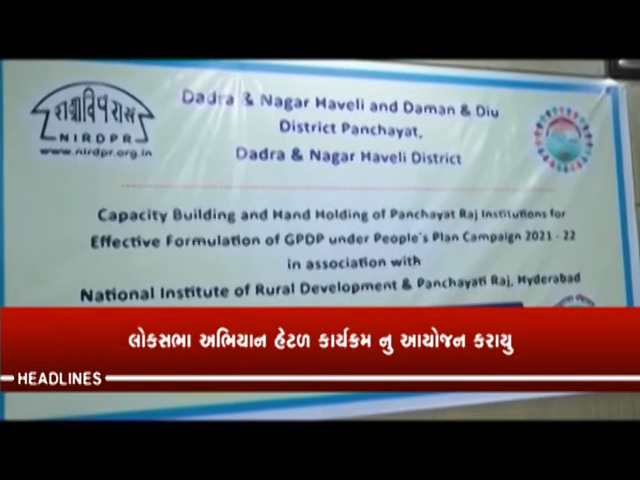 ગ્રાવિપરાસં
NIRDPR
www.nirdpr.org.in
Dadra & Nagar Haveli and Daman & Diu
District Panchayat,
Dadra & Nagar Haveli District
Capacity Building and Hand Holding of Panchayat Raj Institutions for
Effective Formulation of GPDP under People's Plan Campaign 2021 - 22
in association with
National Institute of Rural Development & Panchayati Raj, Hyderabad
લોકસભા અભિયાન હેટળ કાર્યક્રમ નુ આયોજન કરાયુ
HEADLINES